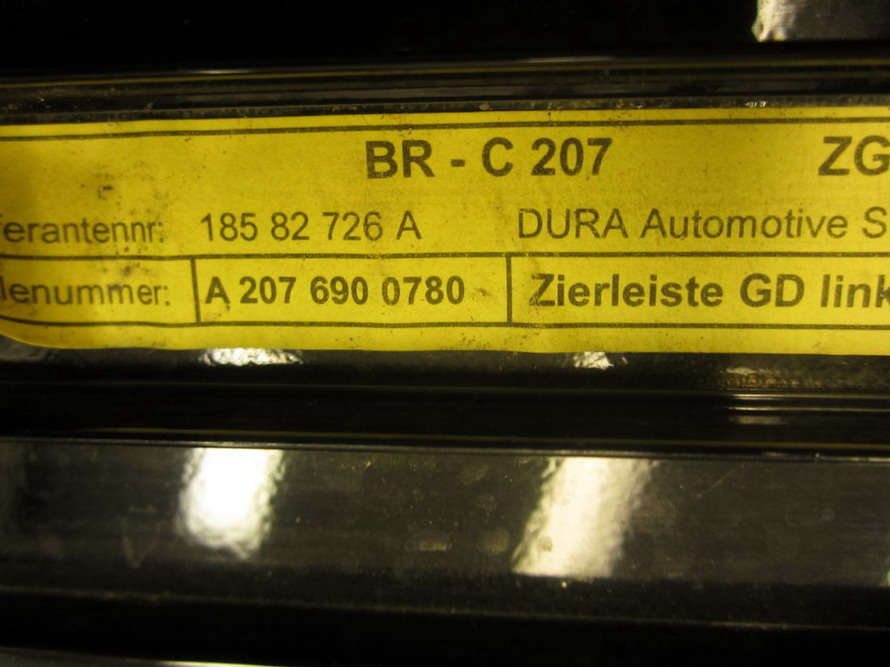 BR - C 207 ZG
ferantennr: 185 82 726 A DURA Automotive S
lenummer: A 207 690 0780 Zierleiste GD link